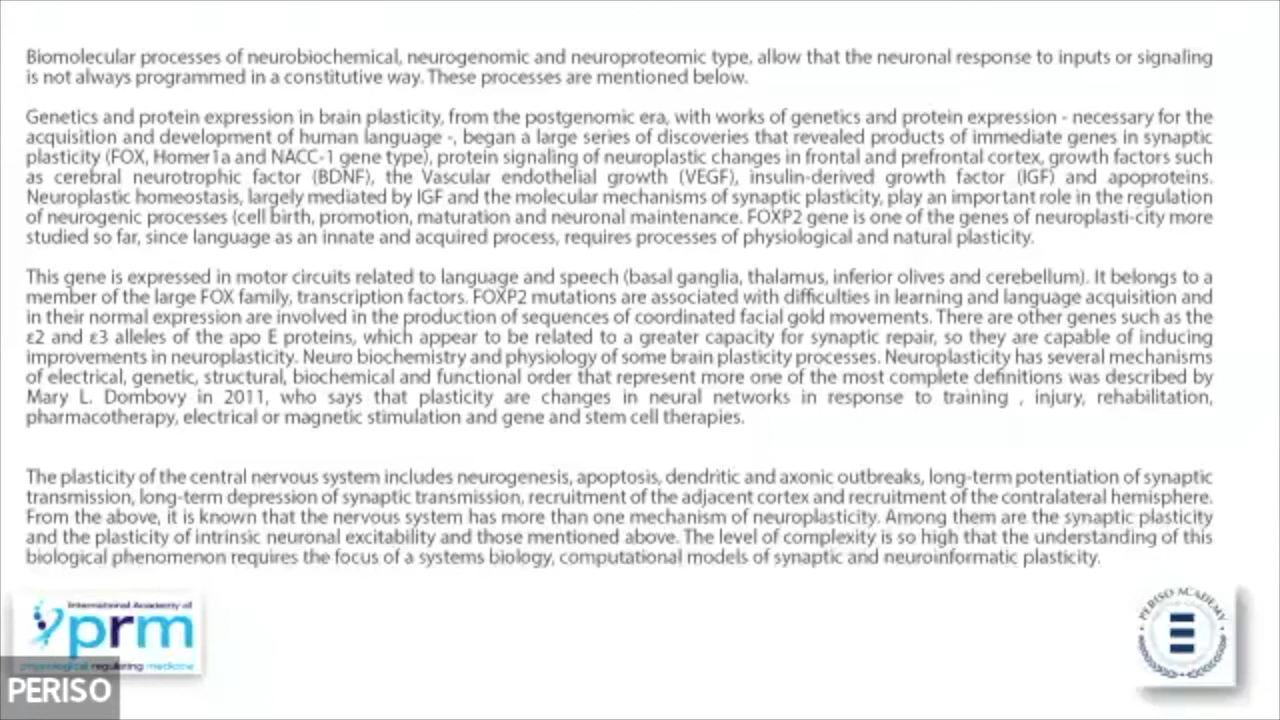 Biomolecular processes of neurobiochemical, neurogenomic and neuroproteomic type, allow that the neuronal response to inputs or signaling
is not always programmed in a constitutive way. These processes are mentioned below.
Genetics and protein expression in brain plasticity, from the postgenomic era, with works of genetics and protein expression - necessary for the
acquisition and development of human language -, began a large series of discoveries that revealed products of immediate genes in synaptic
plasticity (FOX, Homer1a and NACC-1 gene type), protein signaling of neuroplastic changes in frontal and prefrontal cortex, growth factors such
as cerebral neurotrophic factor (BDNF), the Vascular endothelial growth (VEGF), insulin-derived growth factor (IGF) and apoproteins.
Neuroplastic homeostasis, largely mediated by IGF and the molecular mechanisms of synaptic plasticity, play an important role in the regulation
of neurogenic processes (cell birth, promotion, maturation and neuronal maintenance. FOXP2 gene is one of the genes of neuroplasti-city more
studied so far, since language as an innate and acquired process, requires processes of physiological and natural plasticity.
This gene is expressed in motor circuits related to language and speech (basal ganglia, thalamus, inferior olives and cerebellum). It belongs to a
member of the large FOX family, transcription factors. FOXP2 mutations are associated with difficulties in learning and language acquisition and
in their normal expression are involved in the production of sequences of coordinated facial gold movements. There are other genes such as the
ε2 and ε3 alleles of the apo E proteins, which appear to be related to a greater capacity for synaptic repair, so they are capable of inducing
improvements in neuroplasticity. Neuro biochemistry and physiology of some brain plasticity processes. Neuroplasticity has several mechanisms
of electrical, genetic, structural, biochemical and functional order that represent more one of the most complete definitions was described by
Mary L. Dombovy in 2011, who says that plasticity are changes in neural networks in response to training , injury, rehabilitation,
pharmacotherapy, electrical or magnetic stimulation and gene and stem cell therapies.
The plasticity of the central nervous system includes neurogenesis, apoptosis, dendritic and axonic outbreaks, long-term potentiation of synaptic
transmission, long-term depression of synaptic transmission, recruitment of the adjacent cortex and recruitment of the contralateral hemisphere.
From the above, it is known that the nervous system has more than one mechanism of neuroplasticity. Among them are the synaptic plasticity
and the plasticity of intrinsic neuronal excitability and those mentioned above. The level of complexity is so high that the understanding of this
biological phenomenon requires the focus of a systems biology, computational models of synaptic and neuroinformatic plasticity.
International Academy of
prm
physiological regulating medicine
PERISO ACADEMY
PERISO